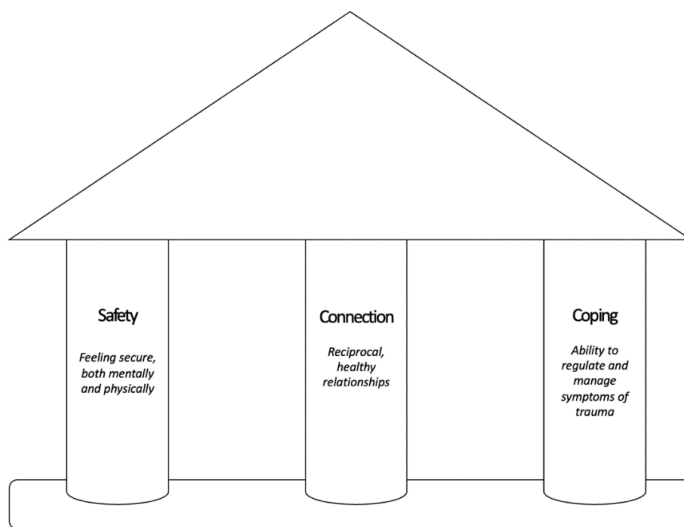 Safety
Feeling secure,
both mentally
and physically
Connection
Reciprocal,
healthy
relationships
Coping
Ability to
regulate and
manage
symptoms of
trauma